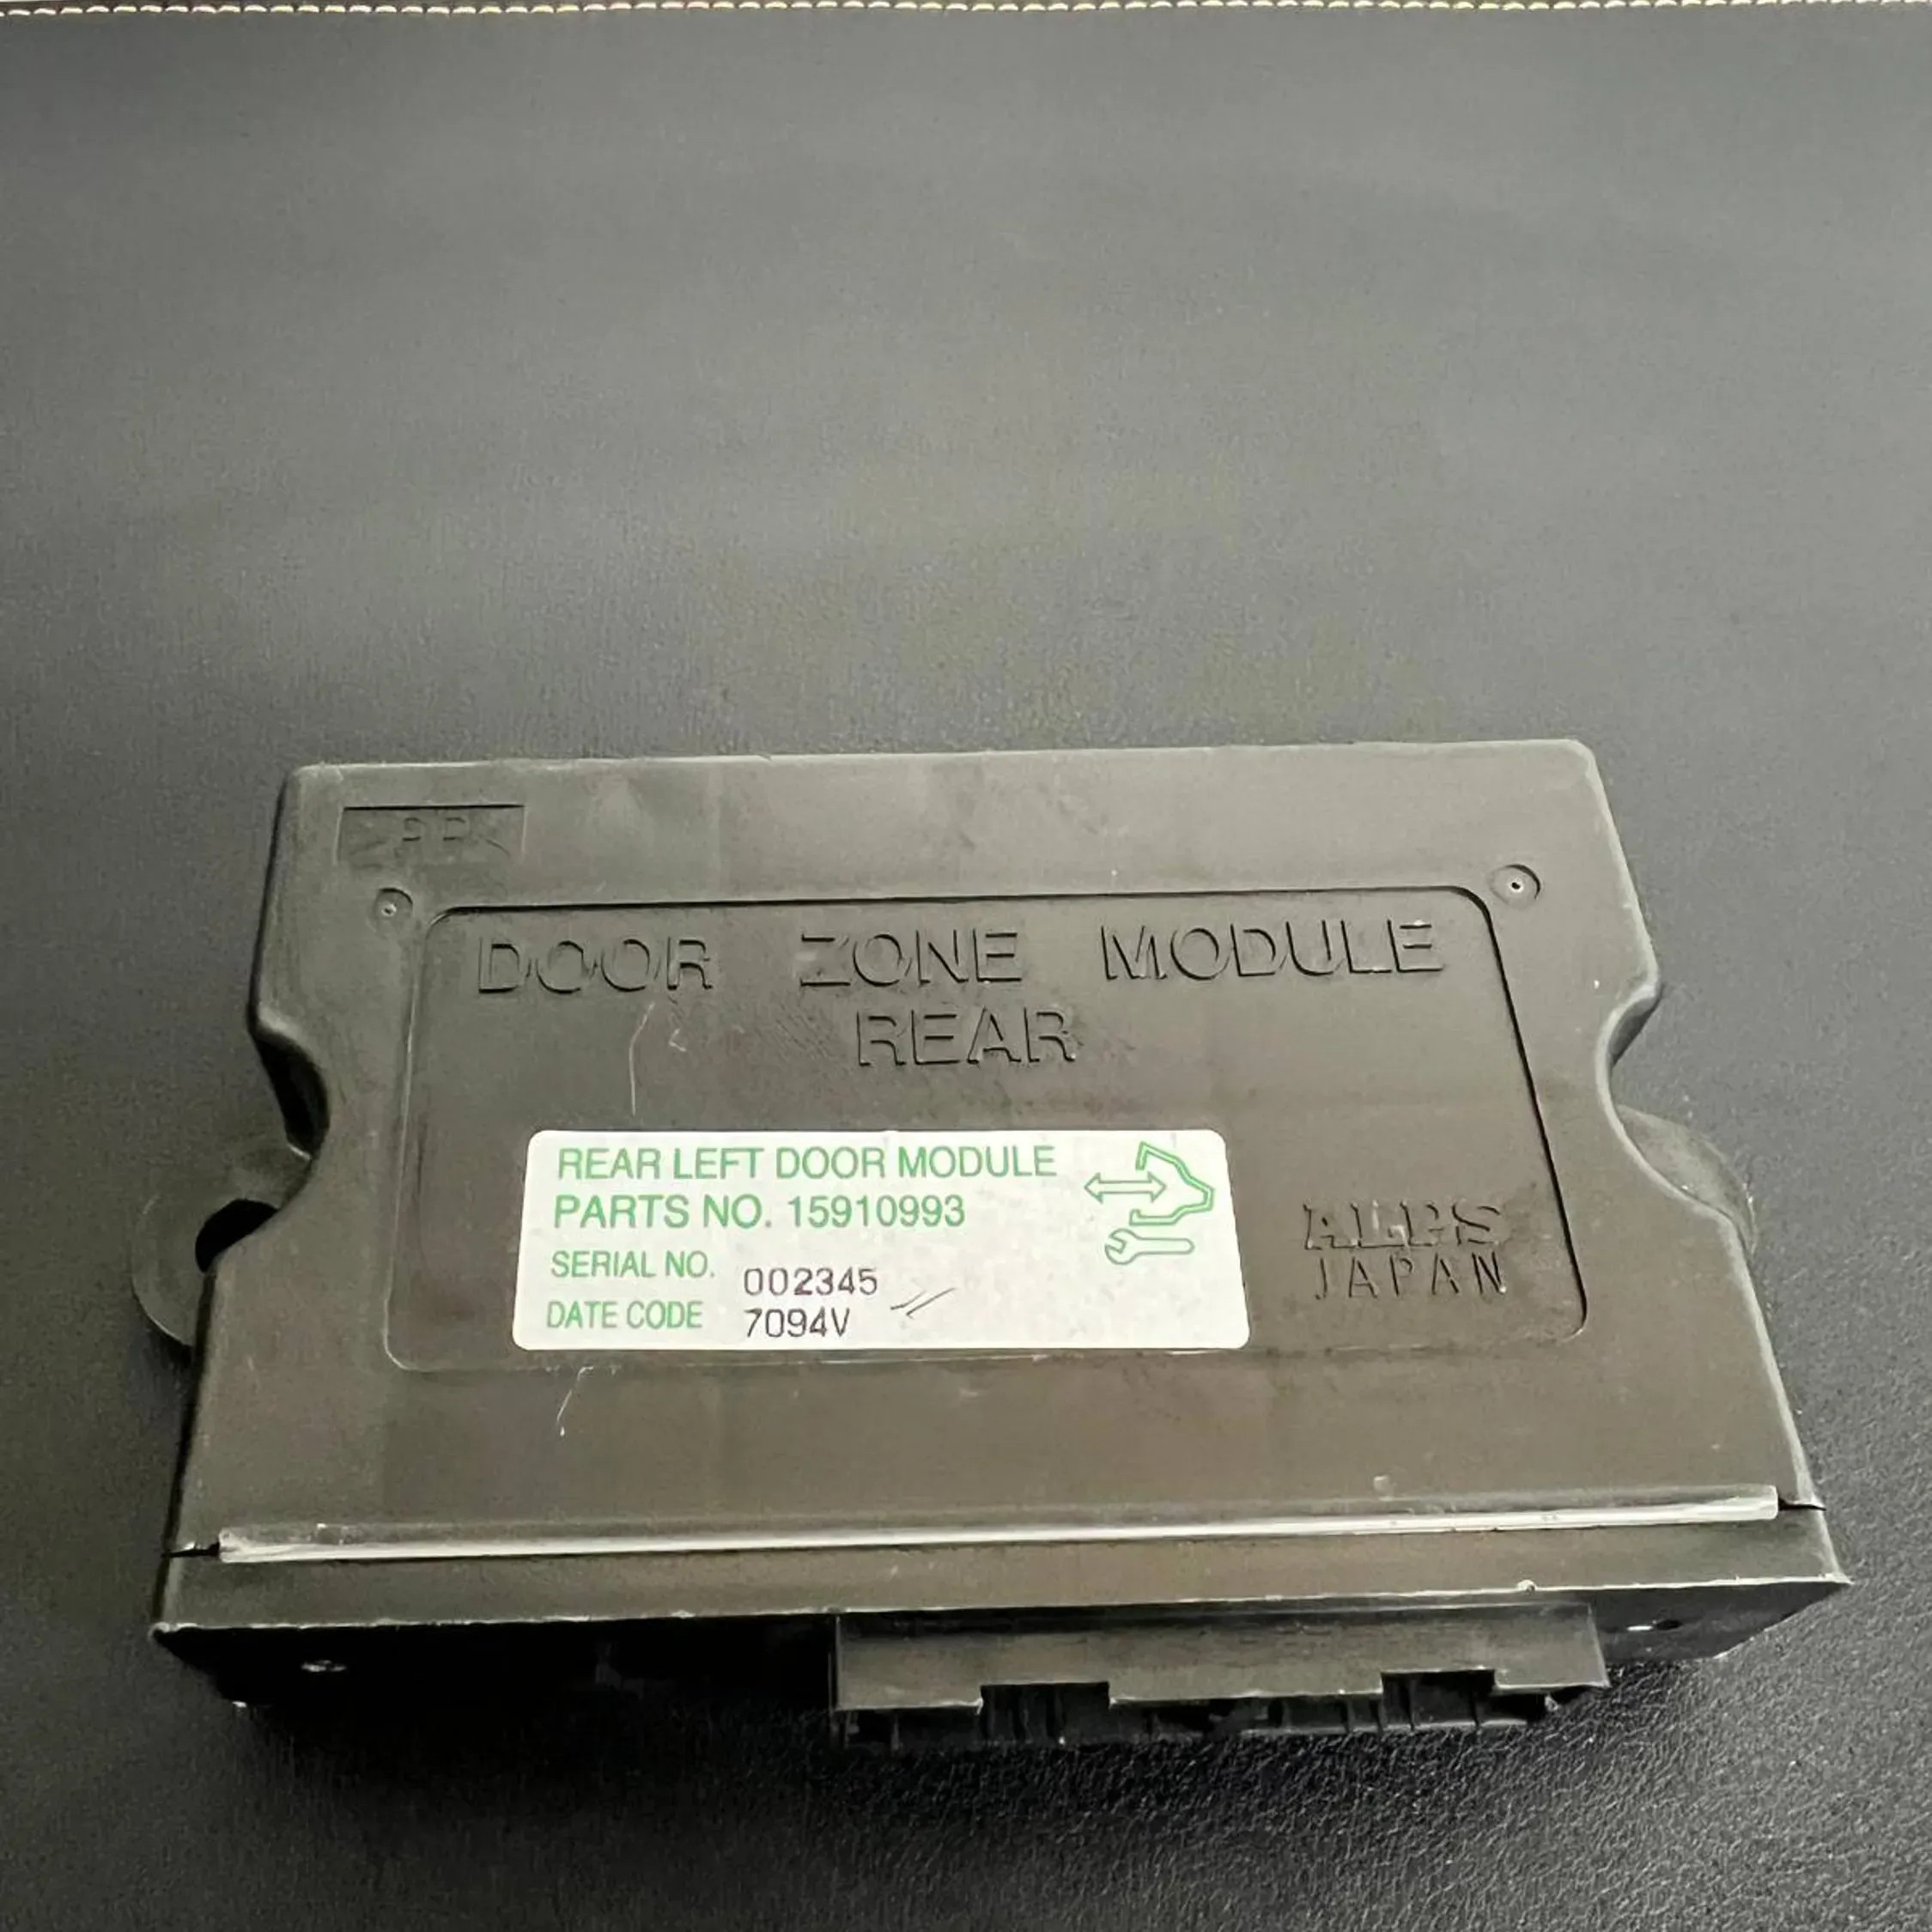 >PP<
DOOR ZONE MODULE
REAR
REAR LEFT DOOR MODULE
PARTS NO. 15910993
SERIAL NO. 002345
DATE CODE 7094V
ALPS
JAPAN